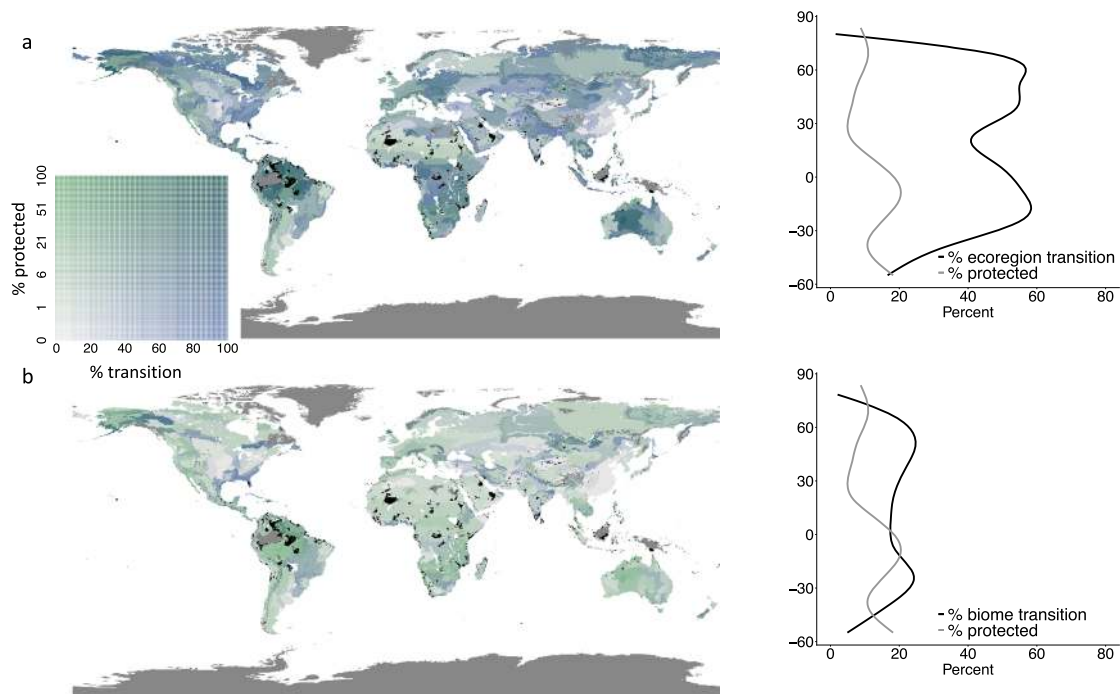 a
% protected
100
51
21
6
1
0
0 20 40 60 80 100
% transition
90
60
30
0
−30
−60
- % ecoregion transition
- % protected
0 20 40 60 80
Percent
b
90
60
30
0
−30
−60
- % biome transition
- % protected
0 20 40 60 80
Percent